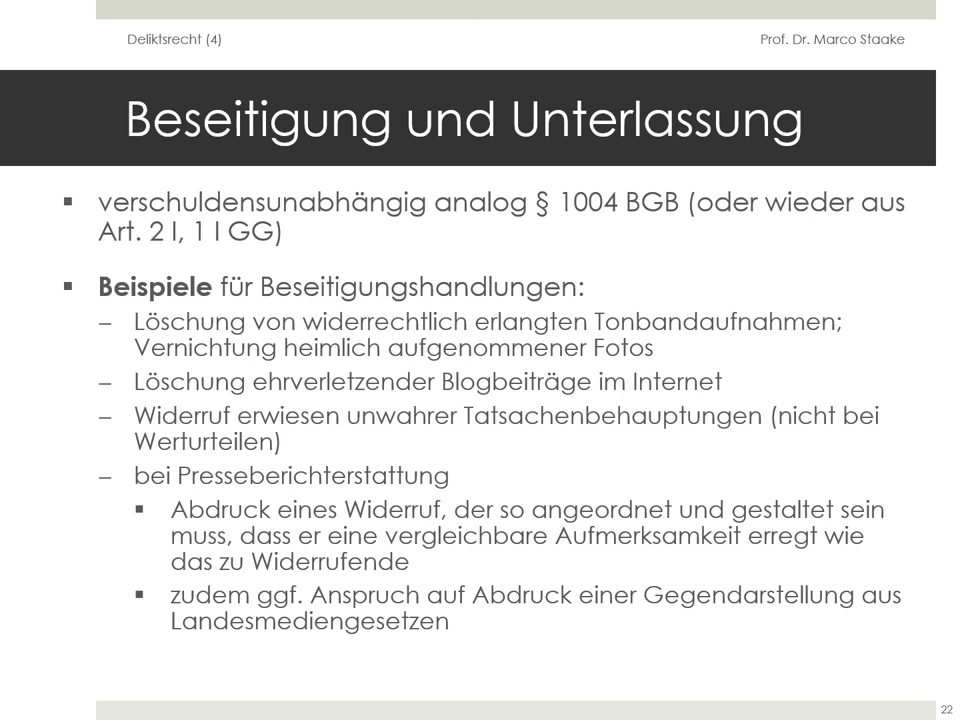 Deliktsrecht (4)
Prof. Dr. Marco Staake
Beseitigung und Unterlassung
▪ verschuldensunabhängig analog § 1004 BGB (oder wieder aus
Art. 2 I, 1 I GG)
▪ Beispiele für Beseitigungshandlungen:
– Löschung von widerrechtlich erlangten Tonbandaufnahmen;
Vernichtung heimlich aufgenommener Fotos
– Löschung ehrverletzender Blogbeiträge im Internet
– Widerruf erwiesen unwahrer Tatsachenbehauptungen (nicht bei
Werturteilen)
– bei Presseberichterstattung
▪ Abdruck eines Widerruf, der so angeordnet und gestaltet sein
muss, dass er eine vergleichbare Aufmerksamkeit erregt wie
das zu Widerrufende
▪ zudem ggf. Anspruch auf Abdruck einer Gegendarstellung aus
Landesmediengesetzen
22